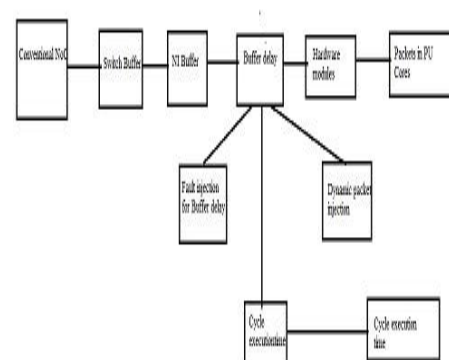 Conventional NoC
Switch Buffer
NI Buffer
Buffer delay
Hardware
modules
Packets in PU
Cores
Fault injection
for Buffer delay
Dynamic packet
injection
Cycle
executiontime
Cycle execution
time